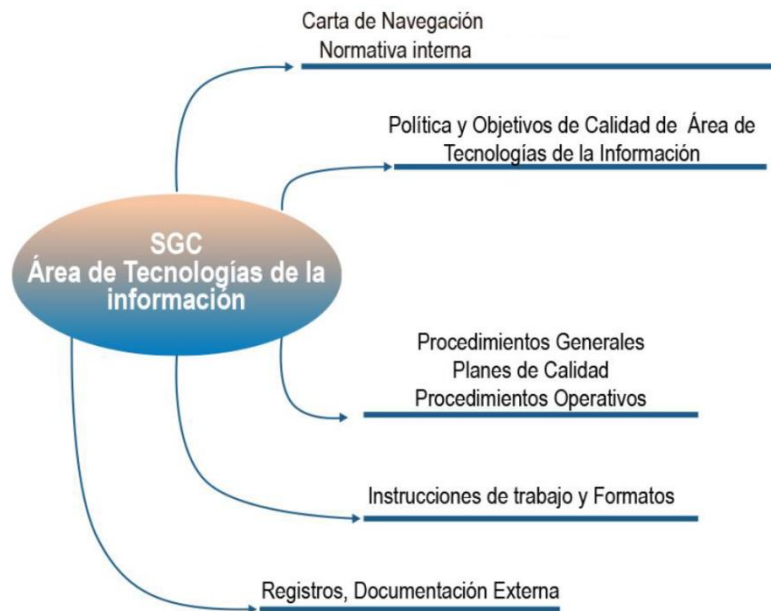 Carta de Navegación
Normativa interna
Política y Objetivos de Calidad de Área de
Tecnologías de la Información
SGC
Área de Tecnologías de la
información
Procedimientos Generales
Planes de Calidad
Procedimientos Operativos
Instrucciones de trabajo y Formatos
Registros, Documentación Externa